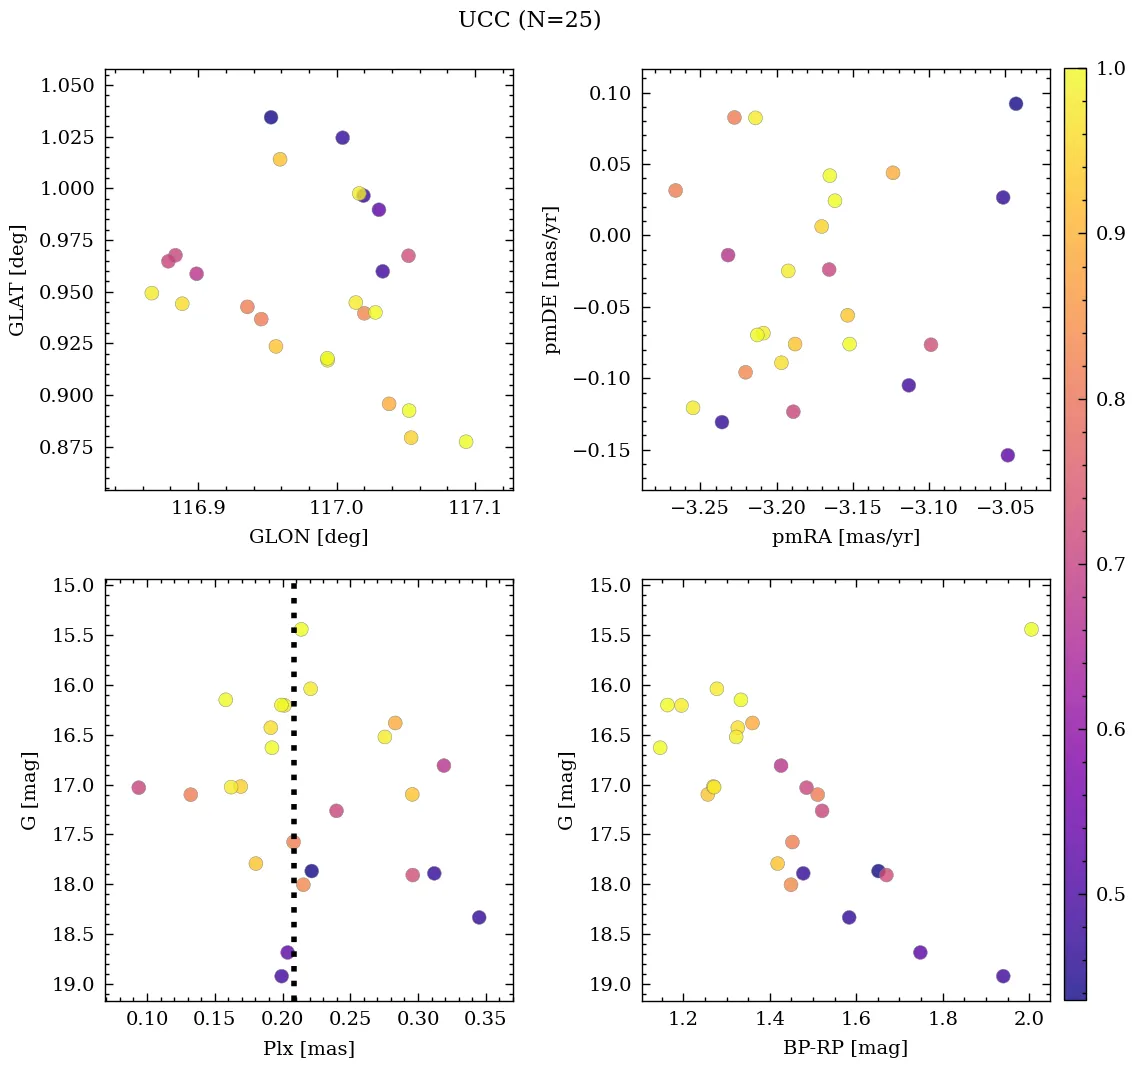 UCC (N=25)
1.050
1.025
1.000
0.975
0.950
0.925
0.900
0.875
GLAT [deg]
116.9 117.0 117.1
GLON [deg]
0.10
0.05
0.00
−0.05
−0.10
−0.15
pmDE [mas/yr]
−3.25 −3.20 −3.15 −3.10 −3.05
pmRA [mas/yr]
15.0
15.5
16.0
16.5
17.0
17.5
18.0
18.5
19.0
G [mag]
0.10 0.15 0.20 0.25 0.30 0.35
Plx [mas]
15.0
15.5
16.0
16.5
17.0
17.5
18.0
18.5
19.0
G [mag]
1.2 1.4 1.6 1.8 2.0
BP-RP [mag]
1.0
0.9
0.8
0.7
0.6
0.5